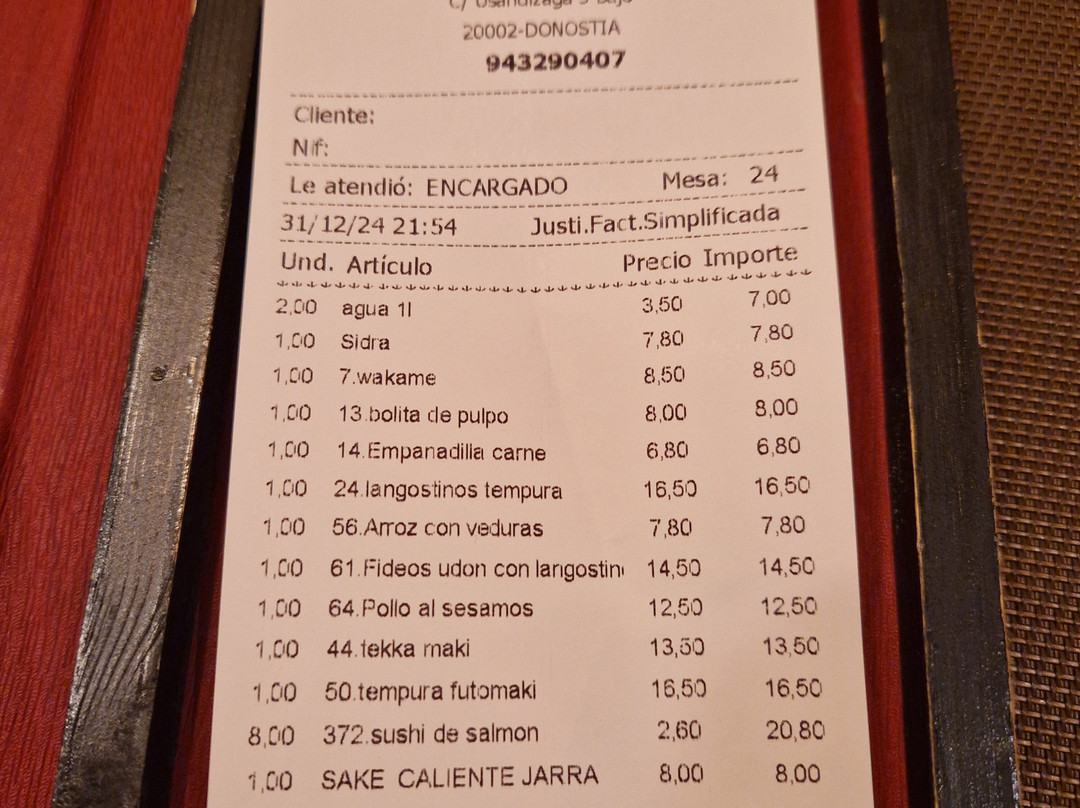 20002-DONOSTIA
943290407
Cliente:
Nif:
Le atendió: ENCARGADO Mesa: 24
31/12/24 21:54 Justi.Fact.Simplificada
Und. Artículo Precio Importe
2,00 agua 1l 3,50 7,00
1,00 Sidra 7,80 7,80
1,00 7.wakame 8,50 8,50
1,00 13.bolita de pulpo 8,00 8,00
1,00 14.Empanadilla carne 6,80 6,80
1,00 24.langostinos tempura 16,50 16,50
1,00 56.Arroz con veduras 7,80 7,80
1,00 61.Fideos udon con langostin 14,50 14,50
1,00 64.Pollo al sesamos 12,50 12,50
1,00 44.tekka maki 13,50 13,50
1,00 50.tempura futomaki 16,50 16,50
8,00 372.sushi de salmon 2,60 20,80
1,00 SAKE CALIENTE JARRA 8,00 8,00